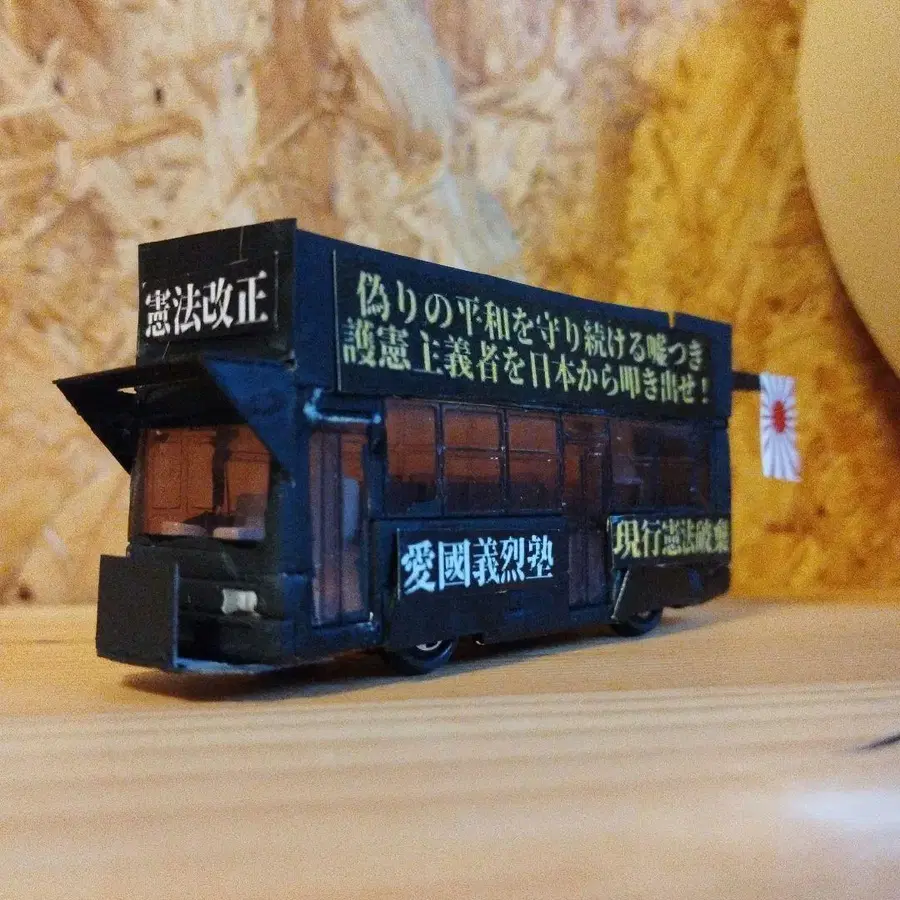 憲法改正
偽りの平和を守り続ける嘘つき
護憲主義者を日本から叩き出せ！
愛國義烈塾
現行憲法破棄